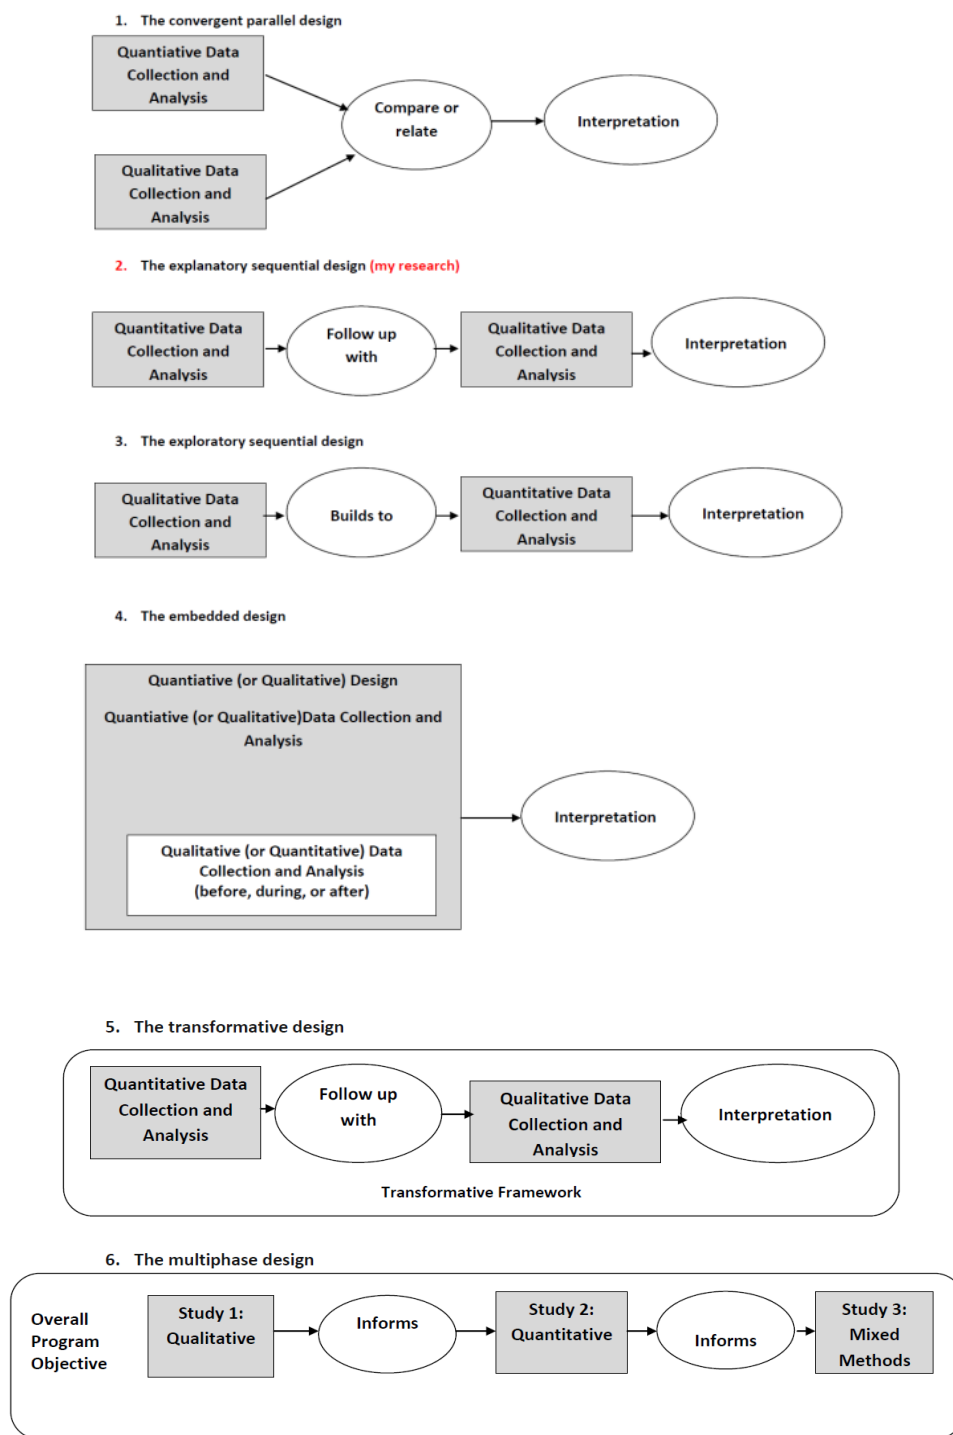 1. The convergent parallel design
Quantiative Data
Collection and
Analysis
Compare or
relate
Interpretation
Qualitative Data
Collection and
Analysis
2. The explanatory sequential design (my research)
Quantitative Data
Collection and
Analysis
Follow up
with
Qualitative Data
Collection and
Analysis
Interpretation
3. The exploratory sequential design
Qualitative Data
Collection and
Analysis
Builds to
Quantitative Data
Collection and
Analysis
Interpretation
4. The embedded design
Quantiative (or Qualitative) Design
Quantiative (or Qualitative)Data Collection and
Analysis
Qualitative (or Quantitative) Data
Collection and Analysis
(before, during, or after)
Interpretation
5. The transformative design
Quantitative Data
Collection and
Analysis
Follow up
with
Qualitative Data
Collection and
Analysis
Interpretation
Transformative Framework
6. The multiphase design
Overall
Program
Objective
Study 1:
Qualitative
Informs
Study 2:
Quantitative
Informs
Study 3:
Mixed
Methods